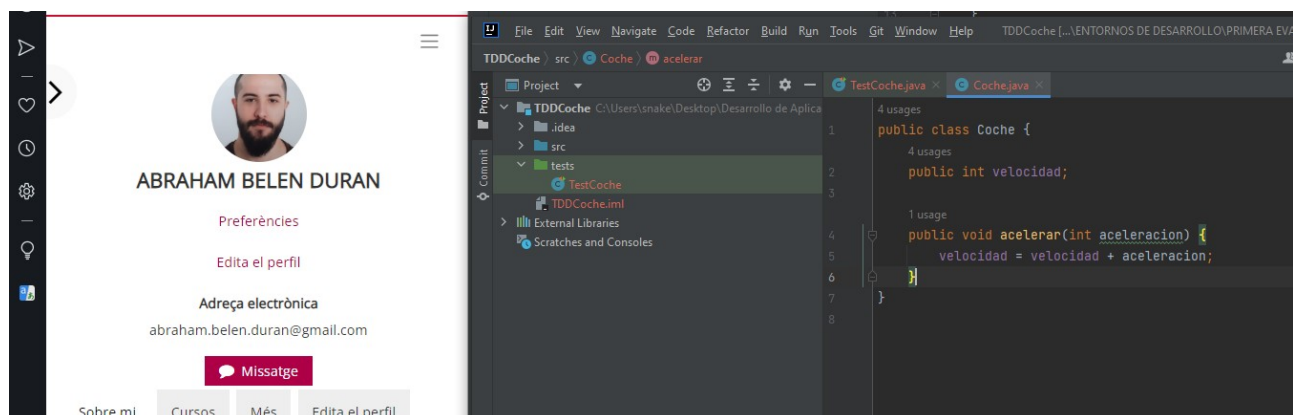 ABRAHAM BELEN DURAN
Preferències
Edita el perfil
Adreça electrònica
abraham.belen.duran@gmail.com
Missatge
Sobre mi Cursos Més Edita el perfil
File Edit View Navigate Code Refactor Build Run Tools Git Window Help TDDCoche [...\ENTORNOS DE DESARROLLO\PRIMERA EVA
TDDCoche src Coche acelerar
Project
Commit
Project
TDDCoche C:\Users\snake\Desktop\Desarrollo de Aplica
.idea
src
tests
TestCoche
TDDCoche.iml
External Libraries
Scratches and Consoles
TestCoche.java Coche.java
4 usages
1 public class Coche {
4 usages
2 public int velocidad;
3
1 usage
4 public void acelerar(int aceleracion) {
5 velocidad = velocidad + aceleracion;
6 }
7 }
8